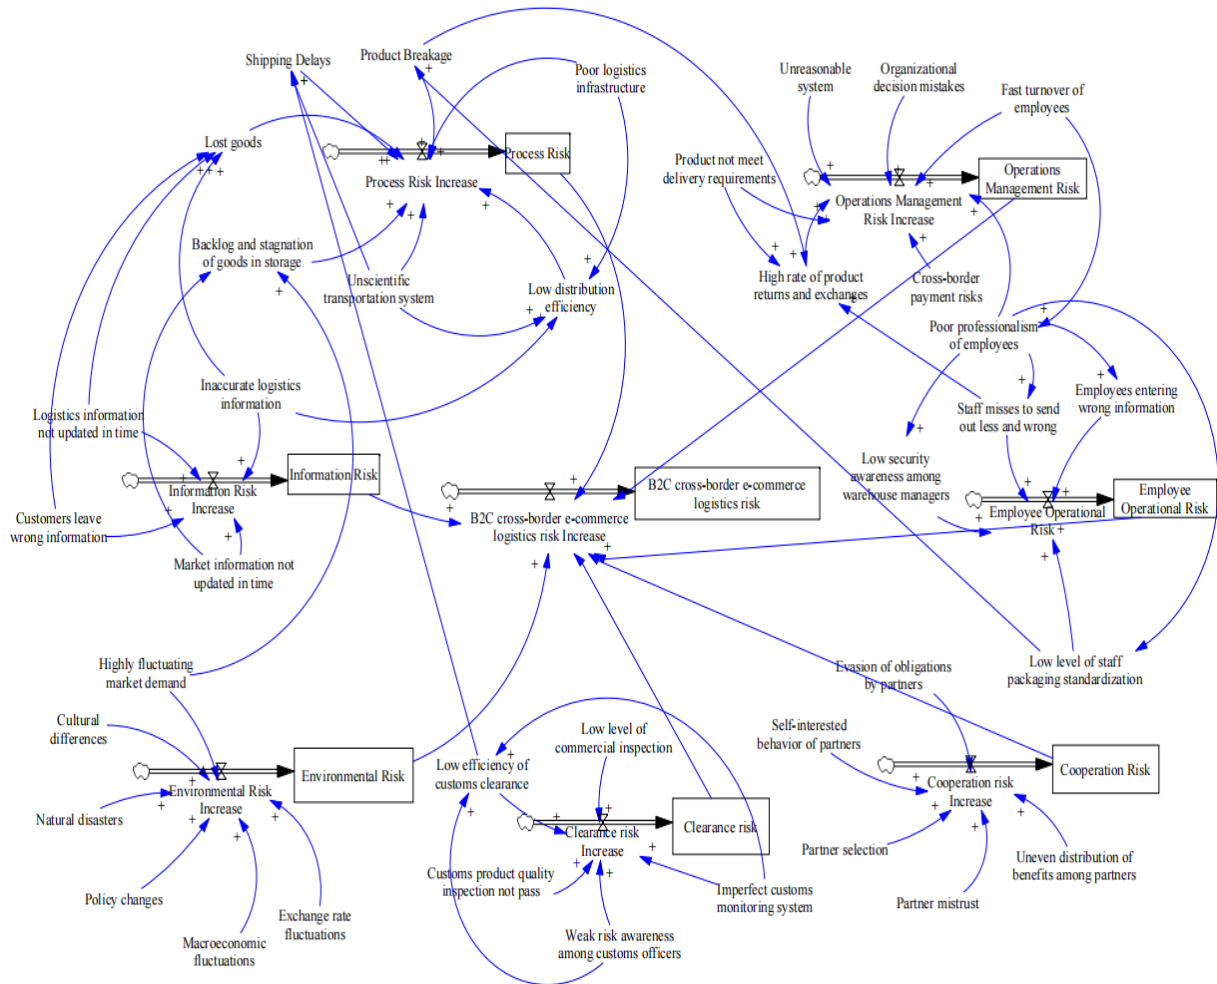 Shipping Delays
Product Breakage
Poor logistics
infrastructure
Unreasonable
system
Organizational
decision mistakes
Fast turnover of
employees
Lost goods
Process Risk
Process Risk Increase
Product not meet
delivery requirements
Operations
Management Risk
Operations Management
Risk Increase
Backlog and stagnation
of goods in storage
Unscientific
transportation system
Low distribution
efficiency
High rate of product
returns and exchanges
Cross-border
payment risks
Poor professionalism
of employees
Inaccurate logistics
information
Logistics information
not updated in time
Staff misses to send
out less and wrong
Employees entering
wrong information
Information Risk
Information Risk
Increase
Low security
awareness among
warehouse managers
B2C cross-border e-commerce
logistics risk
B2C cross-border e-commerce
logistics risk Increase
Employee
Operational Risk
Employee Operational
Risk
Customers leave
wrong information
Market information not
updated in time
Highly fluctuating
market demand
Evasion of obligations
by partners
Low level of staff
packaging standardization
Cultural
differences
Low level of
commercial inspection
Self-interested
behavior of partners
Environmental Risk
Environmental Risk
Increase
Low efficiency of
customs clearance
Cooperation Risk
Cooperation risk
Increase
Natural disasters
Clearance risk
Clearance risk
Increase
Partner selection
Uneven distribution of
benefits among partners
Customs product quality
inspection not pass
Imperfect customs
monitoring system
Policy changes
Partner mistrust
Exchange rate
fluctuations
Macroeconomic
fluctuations
Weak risk awareness
among customs officers